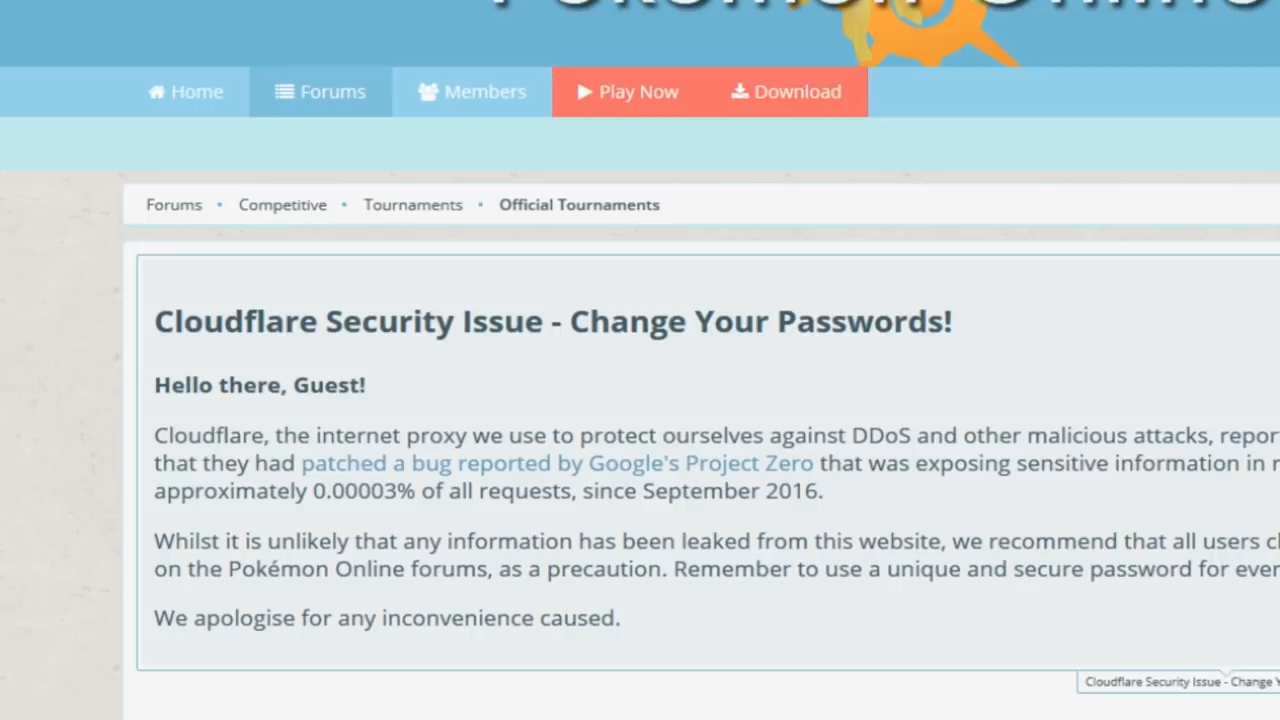 Pokémon Online
Home Forums Members Play Now Download
Forums • Competitive • Tournaments • Official Tournaments
Cloudflare Security Issue - Change Your Passwords!
Hello there, Guest!
Cloudflare, the internet proxy we use to protect ourselves against DDoS and other malicious attacks, repor
that they had patched a bug reported by Google's Project Zero that was exposing sensitive information in
approximately 0.00003% of all requests, since September 2016.
Whilst it is unlikely that any information has been leaked from this website, we recommend that all users
on the Pokémon Online forums, as a precaution. Remember to use a unique and secure password for ever
We apologise for any inconvenience caused.
Cloudflare Security Issue - Change